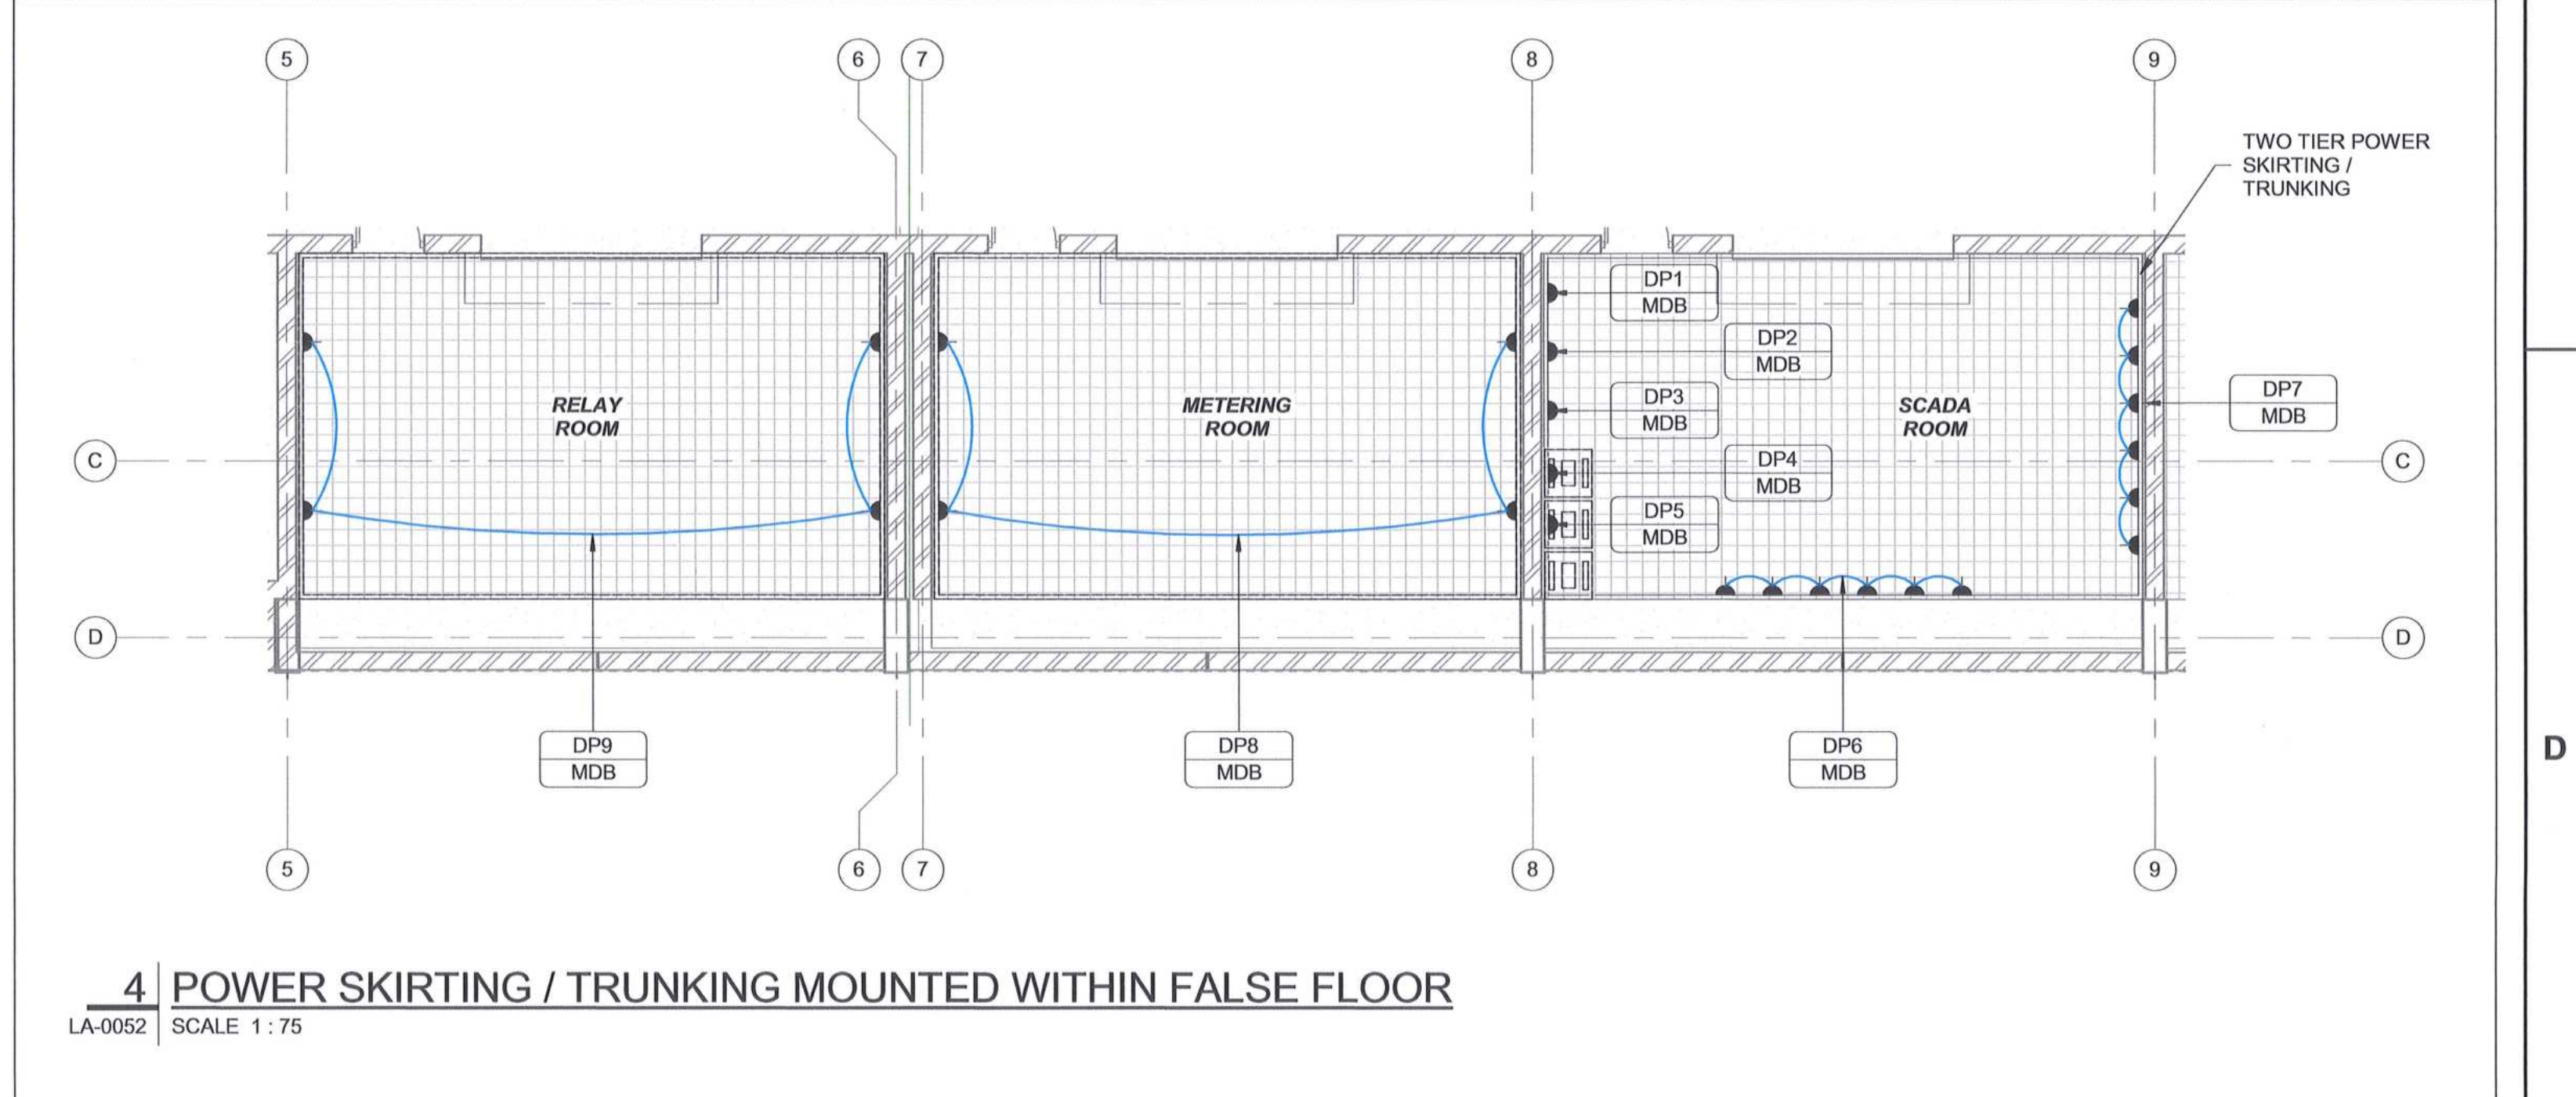 5
6
7
8
9
TWO TIER POWER
SKIRTING /
TRUNKING
DP1
MDB
DP2
MDB
DP3
MDB
DP4
MDB
DP5
MDB
DP7
MDB
RELAY
ROOM
METERING
ROOM
SCADA
ROOM
C
C
D
D
DP9
MDB
DP8
MDB
DP6
MDB
D
5
6
7
8
9
4
POWER SKIRTING / TRUNKING MOUNTED WITHIN FALSE FLOOR
LA-0052
SCALE 1 : 75